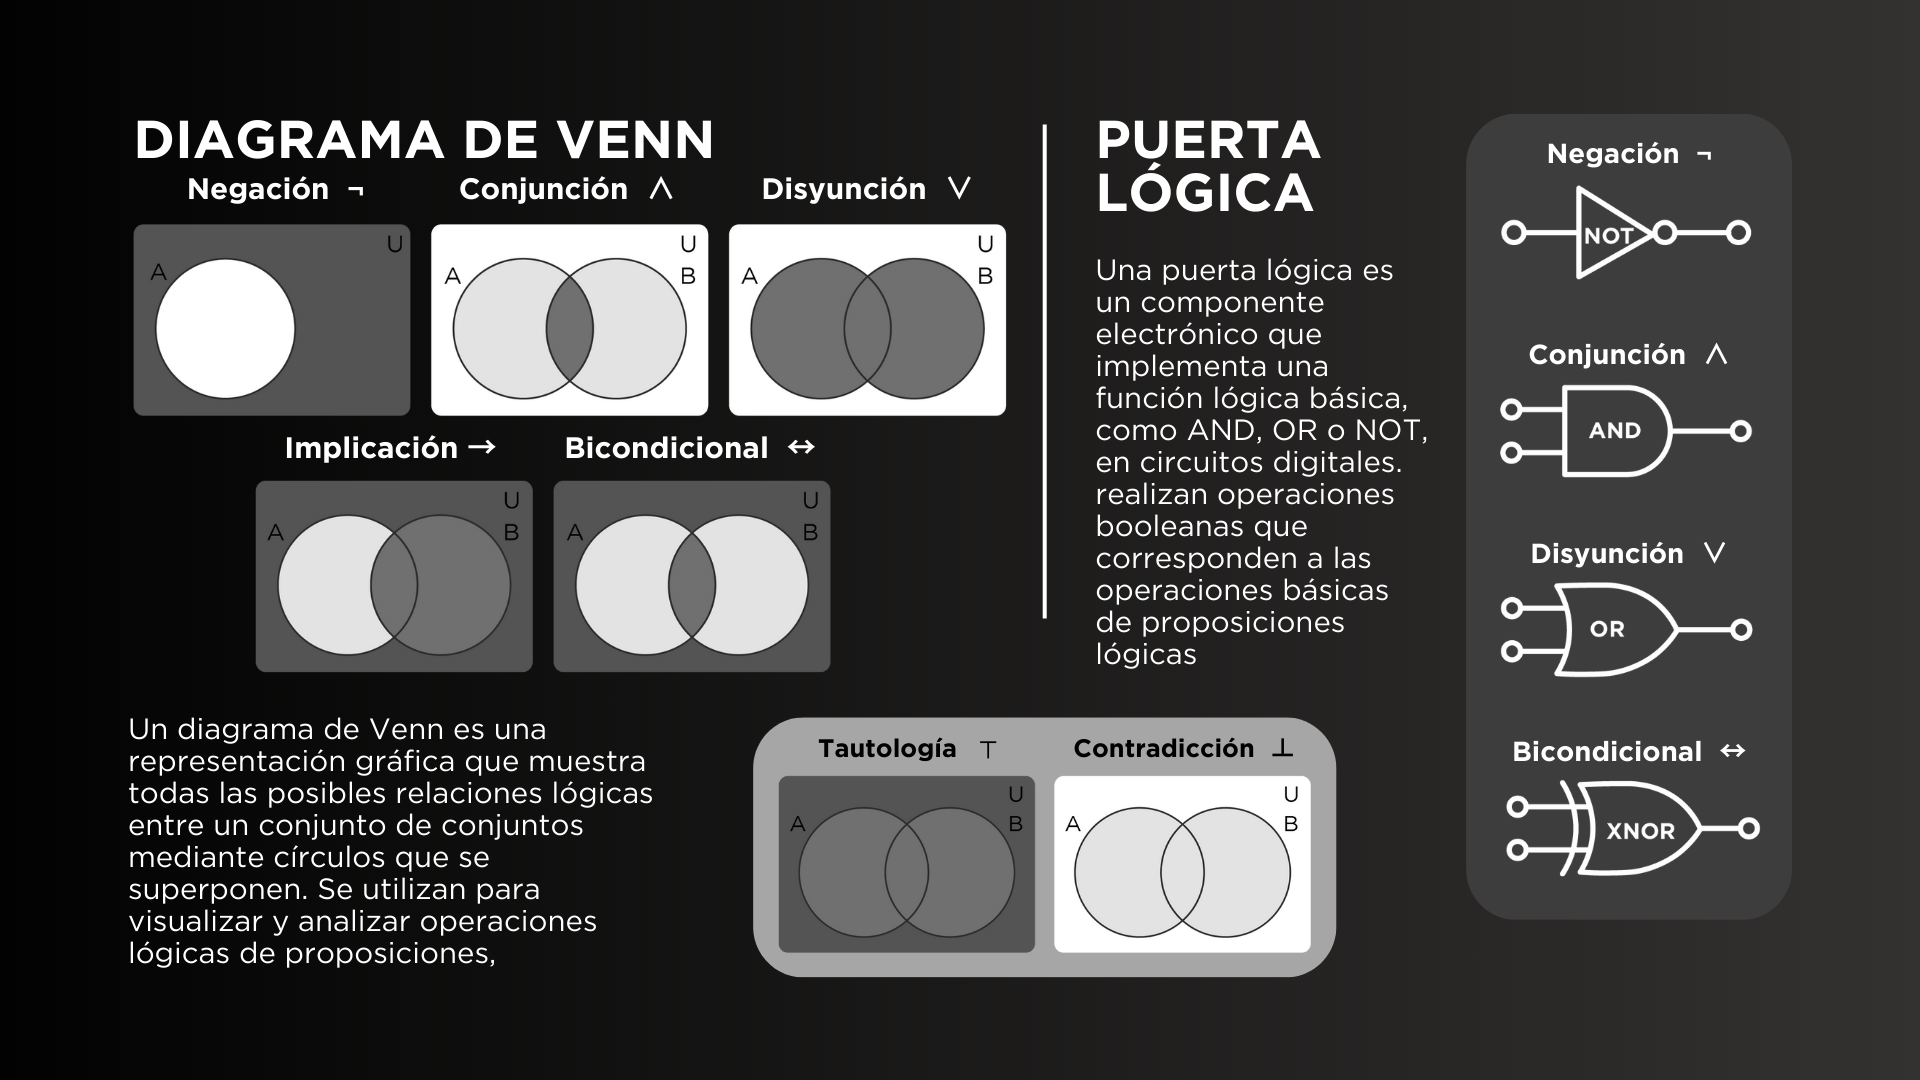 DIAGRAMA DE VENN
Negación ¬
Conjunción ∧
Disyunción ∨
A
U
A
U
B
A
U
B
Implicación →
Bicondicional ↔
A
U
B
A
U
B
Un diagrama de Venn es una
representación gráfica que muestra
todas las posibles relaciones lógicas
entre un conjunto de conjuntos
mediante círculos que se
superponen. Se utilizan para
visualizar y analizar operaciones
lógicas de proposiciones,
PUERTA
LÓGICA
Una puerta lógica es
un componente
electrónico que
implementa una
función lógica básica,
como AND, OR o NOT,
en circuitos digitales.
realizan operaciones
booleanas que
corresponden a las
operaciones básicas
de proposiciones
lógicas
Tautología ⊤
Contradicción ⊥
A
U
B
A
U
B
Negación ¬
NOT
Conjunción ∧
AND
Disyunción ∨
OR
Bicondicional ↔
XNOR